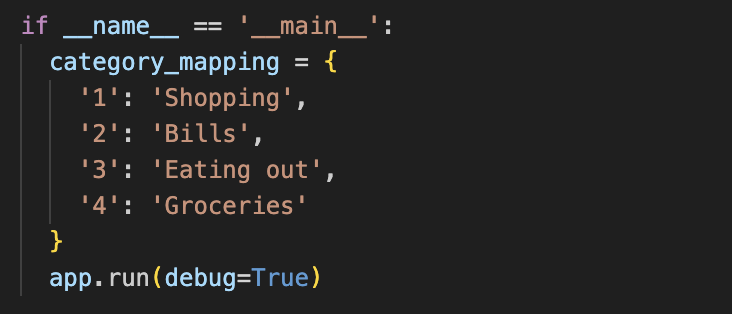 if __name__ == '__main__':
  category_mapping = {
    '1': 'Shopping',
    '2': 'Bills',
    '3': 'Eating out',
    '4': 'Groceries'
  }
  app.run(debug=True)